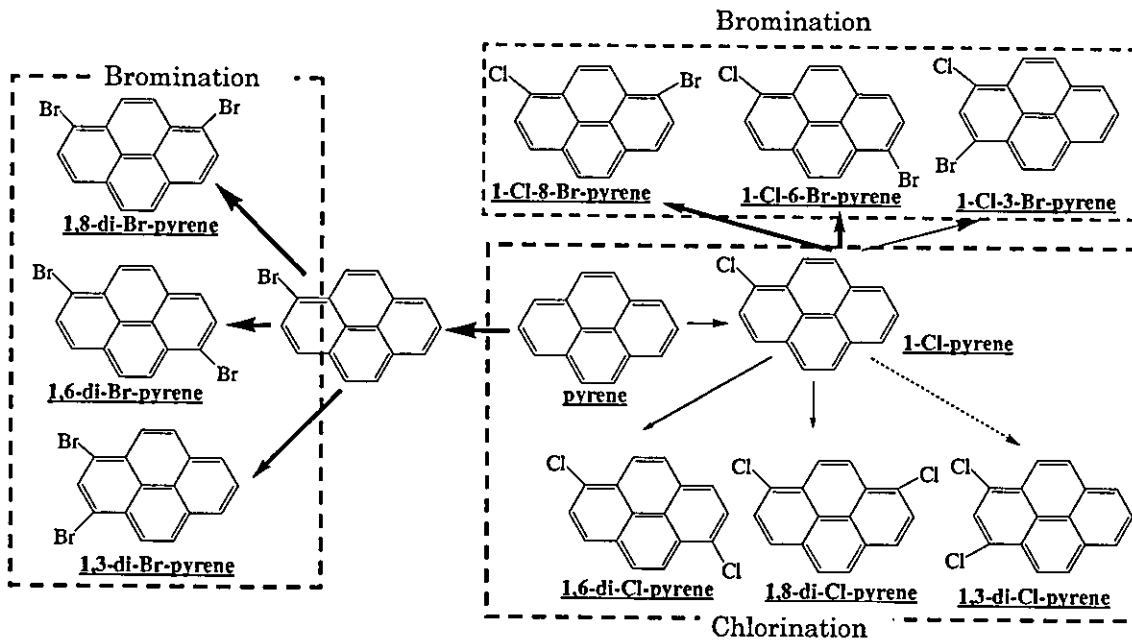 Bromination
Cl
Br
Cl
Br
Cl
Br
1-Cl-8-Br-pyrene
1-Cl-6-Br-pyrene
1-Cl-3-Br-pyrene
Bromination
Br
Br
1,8-di-Br-pyrene
Br
Br
1,6-di-Br-pyrene
Br
Br
1,3-di-Br-pyrene
Br
pyrene
Cl
1-Cl-pyrene
Cl
Cl
1,6-di-Cl-pyrene
Cl
Cl
1,8-di-Cl-pyrene
Cl
Cl
1,3-di-Cl-pyrene
Chlorination